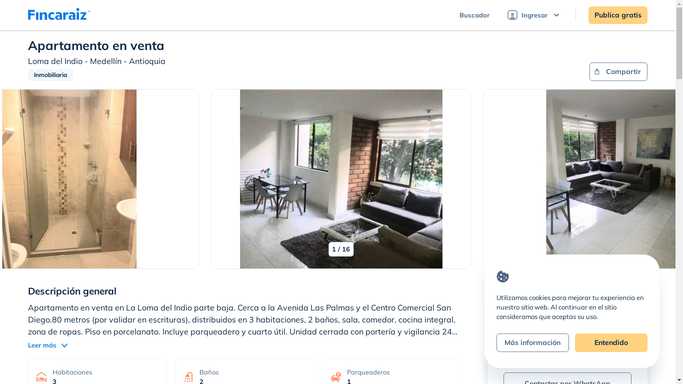 Fincaraiz
Buscador
Ingresar
Publica gratis
Apartamento en venta
Loma del Indio - Medellín - Antioquia
Inmobiliaria
Compartir
1 / 16
Descripción general
Apartamento en venta en La Loma del Indio parte baja. Cerca a la Avenida Las Palmas y el Centro Comercial San
Diego.80 metros (por validar en escrituras), distribuidos en 3 habitaciones, 2 baños, sala, comedor, cocina integral,
zona de ropas. Piso en porcelanato. Incluye parqueadero y cuarto útil. Unidad cerrada con portería y vigilancia 24...
Leer más
Habitaciones
3
Baños
2
Parqueaderos
1
Utilizamos cookies para mejorar tu experiencia en
nuestro sitio web. Al continuar en el sitio
consideramos que aceptas su uso.
Más información
Entendido
Contactar por WhatsApp